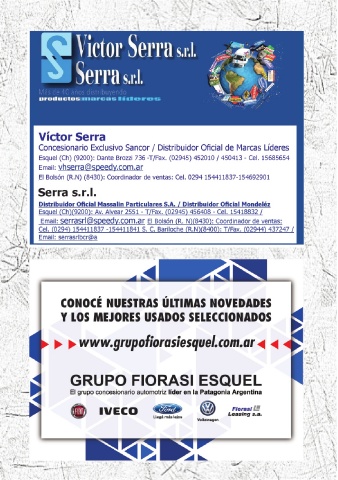 Victor Serra s.r.l.
Serra s.r.l.
productos:marcas líderes
Víctor Serra
Concesionario Exclusivo Sancor / Distribuidor Oficial de Marcas Líderes
Esquel (Ch) (9200): Dante Brozzi 736 -T/Fax. (02945) 452010 / 450413 - Cel. 15685654
Email: vhserra@speedy.com.ar
El Bolsón (R.N) (8430): Coordinador de ventas: Cel. 0294 154411837-154692901
Serra s.r.l.
Distribuidor Oficial Massalin Particulares S.A. / Distribuidor Oficial Mondeléz
Esquel (Ch)(9200): Av. Alvear 2551 - T/Fax. (02945) 456408 - Cel. 15418832 /
Email: serrasrl@speedy.com.ar El Bolsón (R. N)(8430): Coordinador de ventas:
Cel. (0294) 154411837 -154411841 S. C. Bariloche (R.N)(8400): T/Fax. (02944) 437247 /
Email: serrasrlbcr@a
CONOCÉ NUESTRAS ÚLTIMAS NOVEDADES
Y LOS MEJORES USADOS SELECCIONADOS
www.grupofiorasiesquel.com.ar
GRUPO FIORASI ESQUEL
El grupo concesionario automotriz líder en la Patagonia Argentina
FIAT IVECO Ford Volkswagen Fiorasi Leasing s.a.